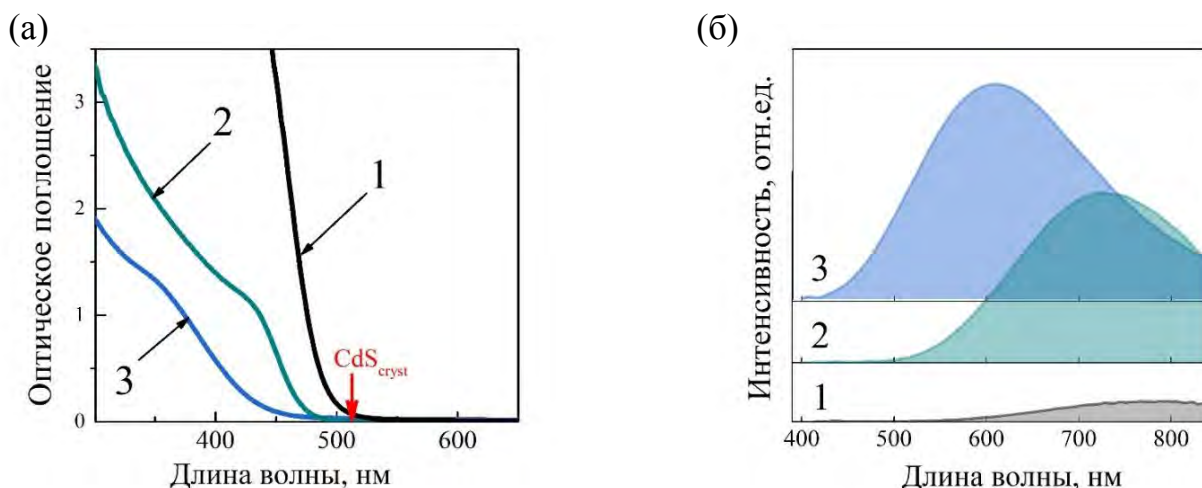 (а)
Оптическое поглощение
3
2
1
0
2
1
3
CdS cryst
400
500
600
Длина волны, нм
(б)
Интенсивность, отн.ед.
3
2
1
400
500
600
700
800
Длина волны, нм